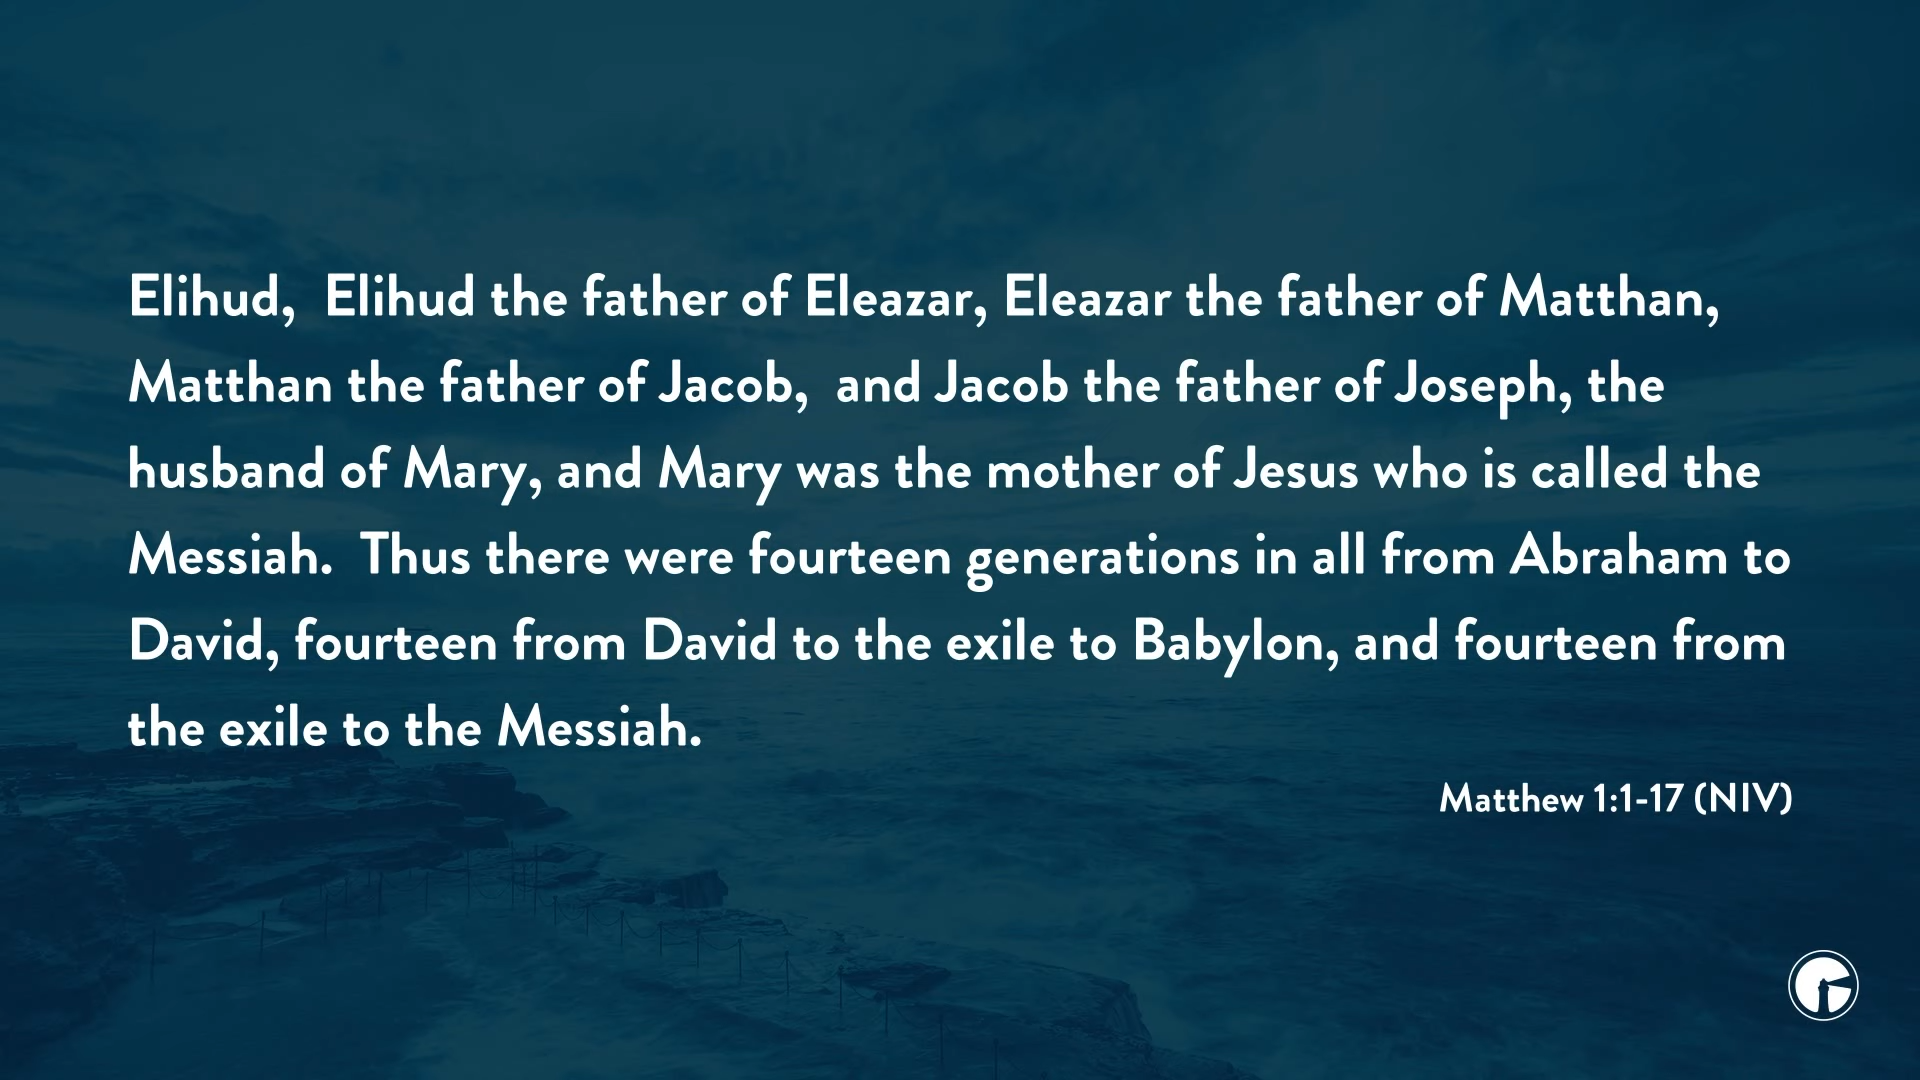 Elihud,  Elihud the father of Eleazar, Eleazar the father of Matthan,
Matthan the father of Jacob,  and Jacob the father of Joseph, the
husband of Mary, and Mary was the mother of Jesus who is called the
Messiah.  Thus there were fourteen generations in all from Abraham to
David, fourteen from David to the exile to Babylon, and fourteen from
the exile to the Messiah.
Matthew 1:1-17 (NIV)